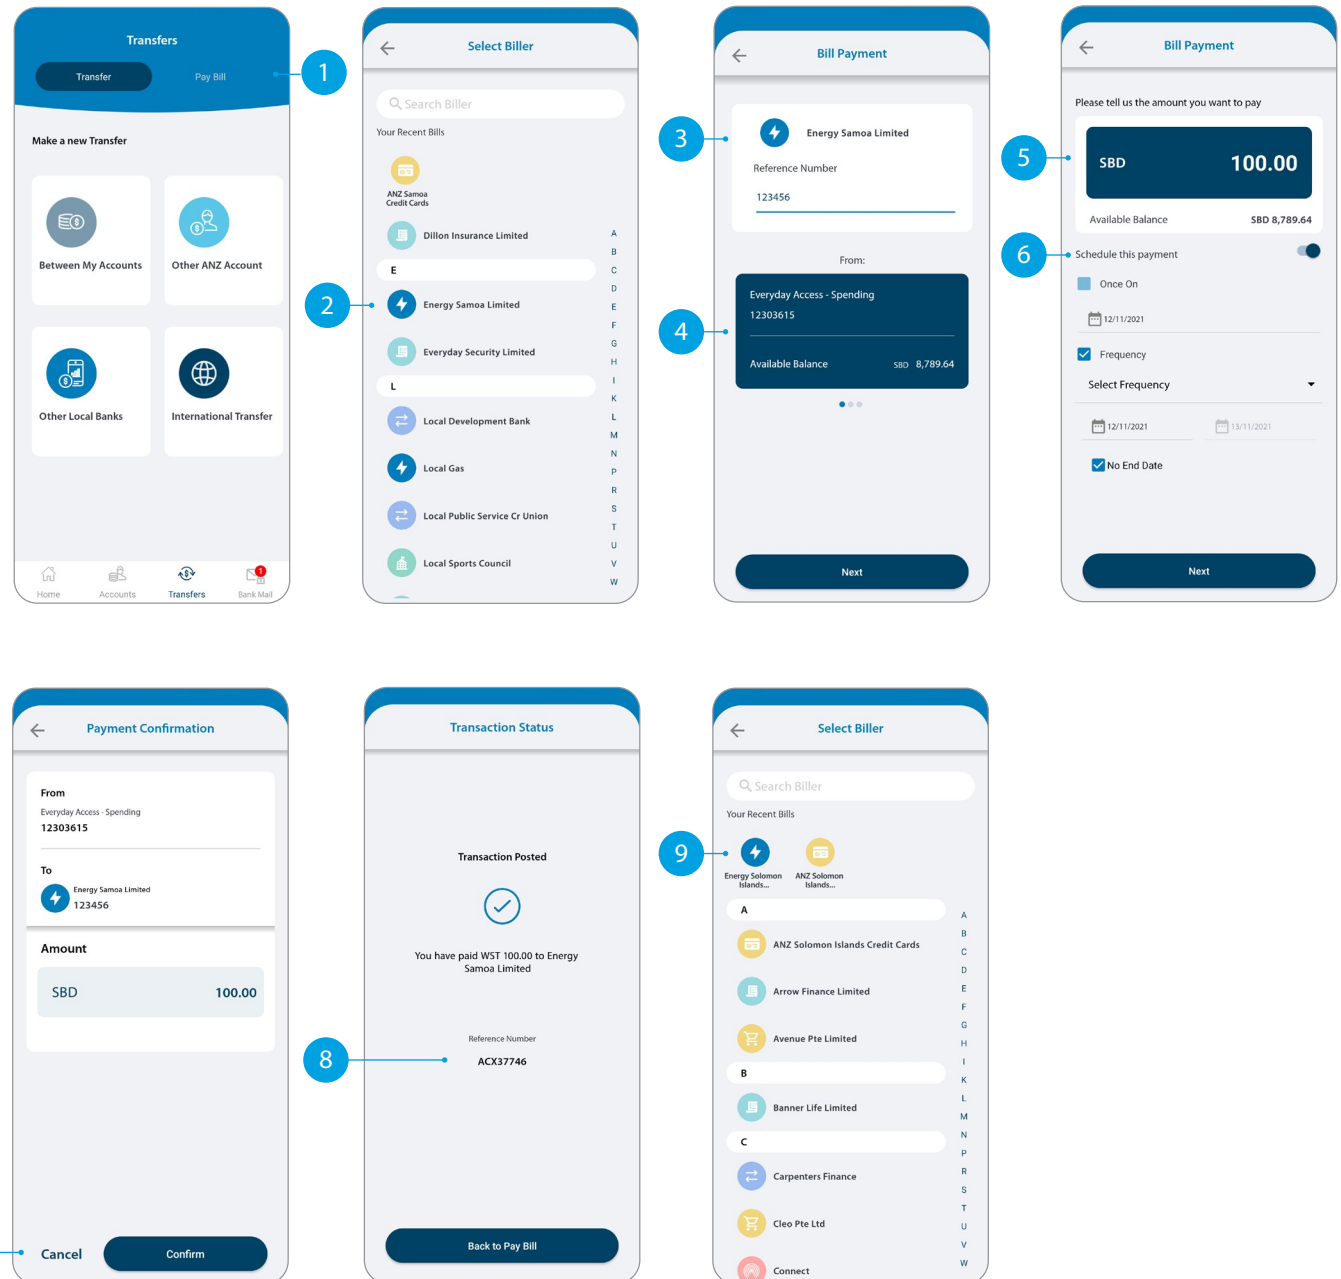 Transfers
Transfer
Pay Bill
1
Make a new Transfer
Between My Accounts
Other ANZ Account
Other Local Banks
International Transfer
1
Home
Accounts
Transfers
Bank Mail
Select Biller
Search Biller
Your Recent Bills
ANZ Samoa
Credit Cards
Dillon Insurance Limited
E
2
Energy Samoa Limited
Everyday Security Limited
L
Local Development Bank
Local Gas
Local Public Service Cr Union
Local Sports Council
A
B
C
D
E
F
G
H
I
K
L
M
N
P
R
S
T
U
V
W
Bill Payment
3
Energy Samoa Limited
Reference Number
123456
From:
4
Everyday Access - Spending
12303615
Available Balance
SBD 8,789.64
Next
Bill Payment
Please tell us the amount you want to pay
5
SBD 100.00
Available Balance SBD 8,789.64
6
Schedule this payment
Once On
12/11/2021
Frequency
Select Frequency
12/11/2021
13/11/2021
No End Date
Next
Payment Confirmation
From
Everyday Access - Spending
12303615
To
Energy Samoa Limited
123456
Amount
SBD 100.00
Cancel
Confirm
Transaction Status
Transaction Posted
You have paid WST 100.00 to Energy
Samoa Limited
Reference Number
8
ACX37746
Back to Pay Bill
Select Biller
Search Biller
Your Recent Bills
9
Energy Solomon
Islands...
ANZ Solomon
Islands...
A
ANZ Solomon Islands Credit Cards
Arrow Finance Limited
Avenue Pte Limited
B
Banner Life Limited
C
Carpenters Finance
Cleo Pte Ltd
Connect
A
B
C
D
E
F
G
H
I
K
L
M
N
P
R
S
T
U
V
W